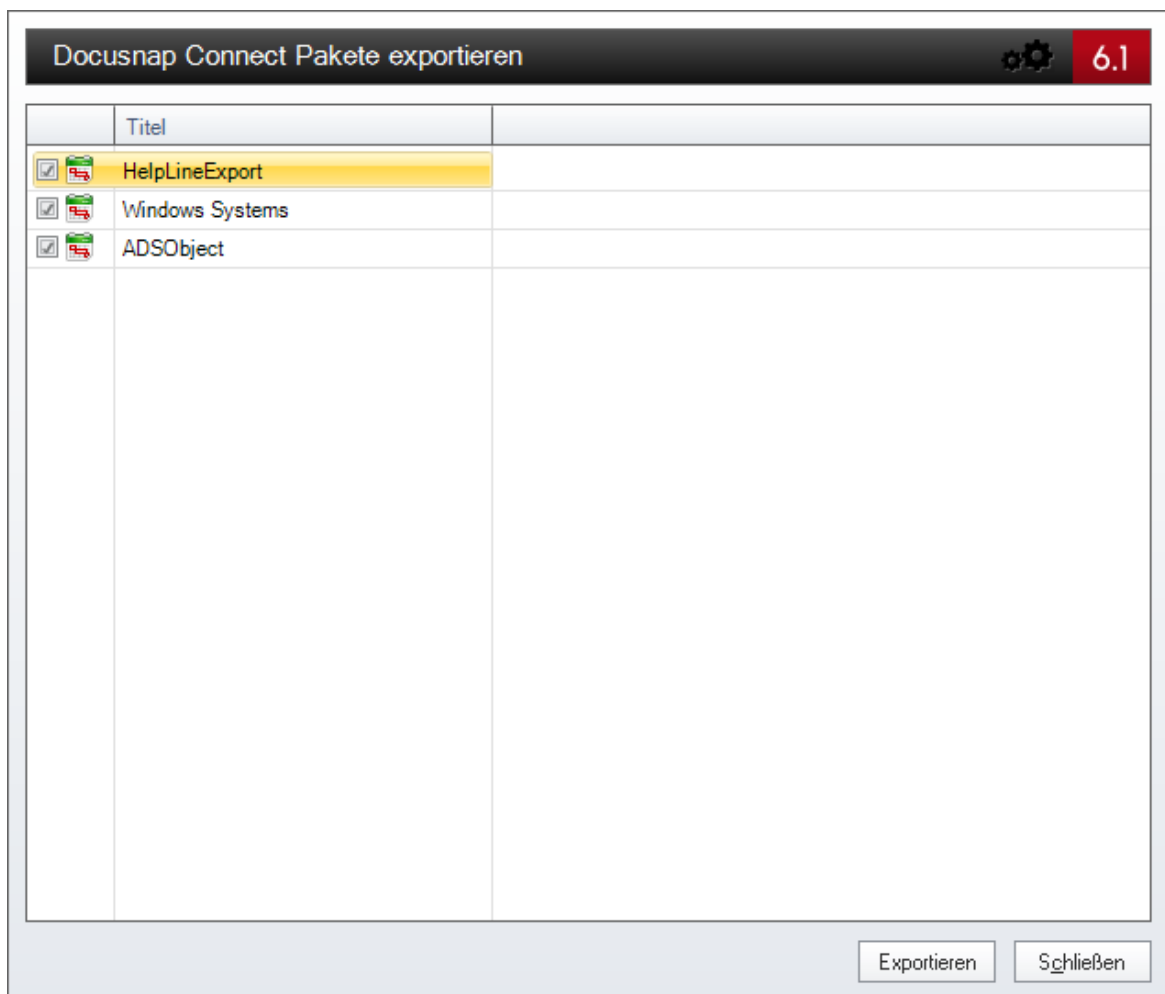 Docusnap Connect Pakete exportieren
6.1
Titel
HelpLineExport
Windows Systems
ADSObject
Exportieren
Schließen